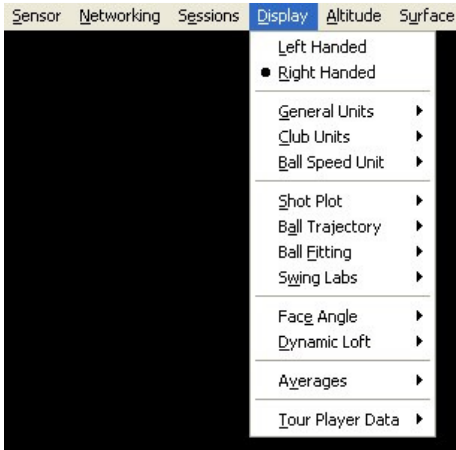 Sensor Networking Sessions Display Altitude Surface
Left Handed
Right Handed
General Units
Club Units
Ball Speed Unit
Shot Plot
Ball Trajectory
Ball Fitting
Swing Labs
Face Angle
Dynamic Loft
Averages
Tour Player Data